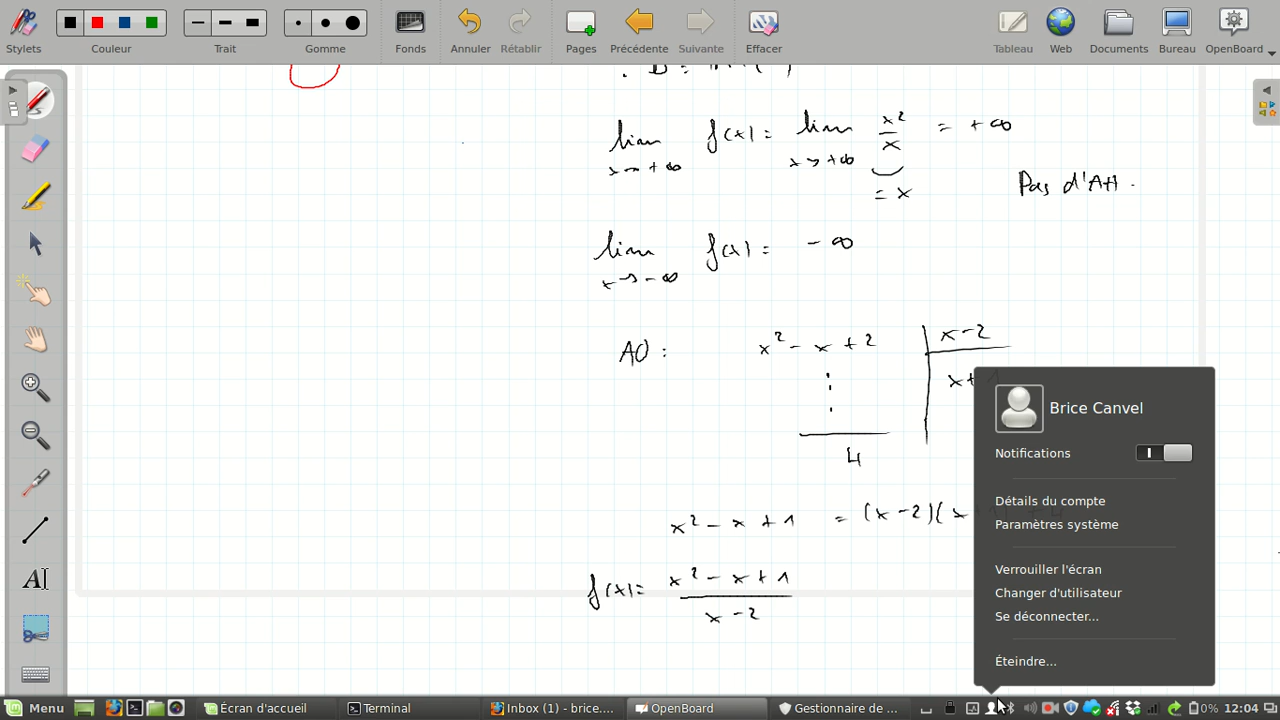 Stylets Couleur Trait Gomme Fonds Annuler Rétablir Pages Précédente Suivante Effacer Tableau Web Documents Bureau OpenBoard
lim f(x) = lim x²/x = +∞
x→+∞ x→+∞
= x
Pas d'AH.
lim f(x) = -∞
x→-∞
AO : x² - x + 2 x-2
x+1
4
x² - x + 1 = (x-2)(x
f(x) = x² - x + 1
x-2
Brice Canvel
Notifications
Détails du compte
Paramètres système
Verrouiller l'écran
Changer d'utilisateur
Se déconnecter...
Éteindre...
Menu Écran d'accueil Terminal Inbox (1) - brice.... OpenBoard Gestionnaire de ... 0% 12:04